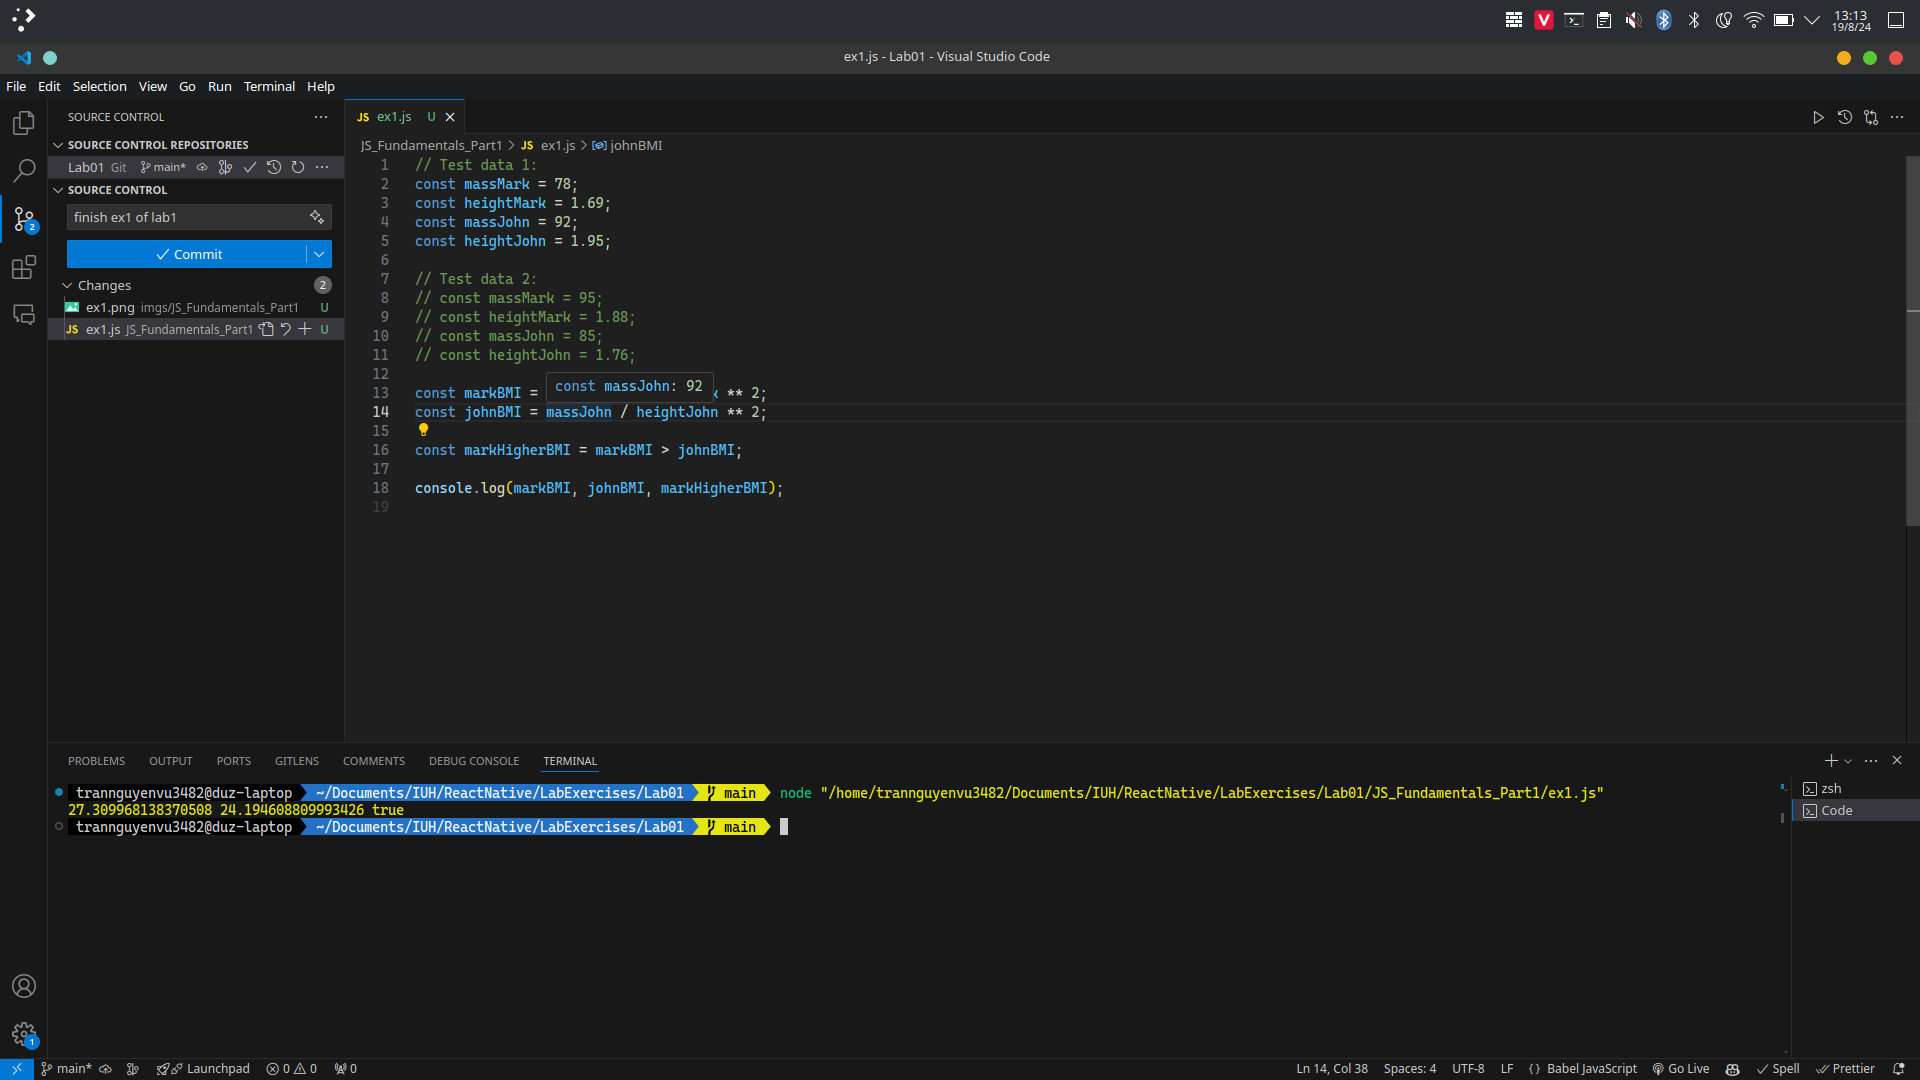 13:13
19/8/24
ex1.js - Lab01 - Visual Studio Code
File Edit Selection View Go Run Terminal Help
SOURCE CONTROL
SOURCE CONTROL REPOSITORIES
Lab01 Git main*
SOURCE CONTROL
finish ex1 of lab1
Commit
Changes 2
ex1.png imgs/JS_Fundamentals_Part1 U
JS ex1.js JS_Fundamentals_Part1 U
2
1
JS ex1.js U
JS_Fundamentals_Part1 > JS ex1.js > johnBMI
1 // Test data 1:
2 const massMark = 78;
3 const heightMark = 1.69;
4 const massJohn = 92;
5 const heightJohn = 1.95;
6
7 // Test data 2:
8 // const massMark = 95;
9 // const heightMark = 1.88;
10 // const massJohn = 85;
11 // const heightJohn = 1.76;
12
const massJohn: 92
13 const markBMI = ** 2;
14 const johnBMI = massJohn / heightJohn ** 2;
15
16 const markHigherBMI = markBMI > johnBMI;
17
18 console.log(markBMI, johnBMI, markHigherBMI);
19
PROBLEMS OUTPUT PORTS GITLENS COMMENTS DEBUG CONSOLE TERMINAL
trannguyenvu3482@duz-laptop ~/Documents/IUH/ReactNative/LabExercises/Lab01 main node "/home/trannguyenvu3482/Documents/IUH/ReactNative/LabExercises/Lab01/JS_Fundamentals_Part1/ex1.js"
27.309968138370508 24.194608809993426 true
trannguyenvu3482@duz-laptop ~/Documents/IUH/ReactNative/LabExercises/Lab01 main
zsh
Code
main* Launchpad 0 0 0 Ln 14, Col 38 Spaces: 4 UTF-8 LF {} Babel JavaScript Go Live Spell Prettier